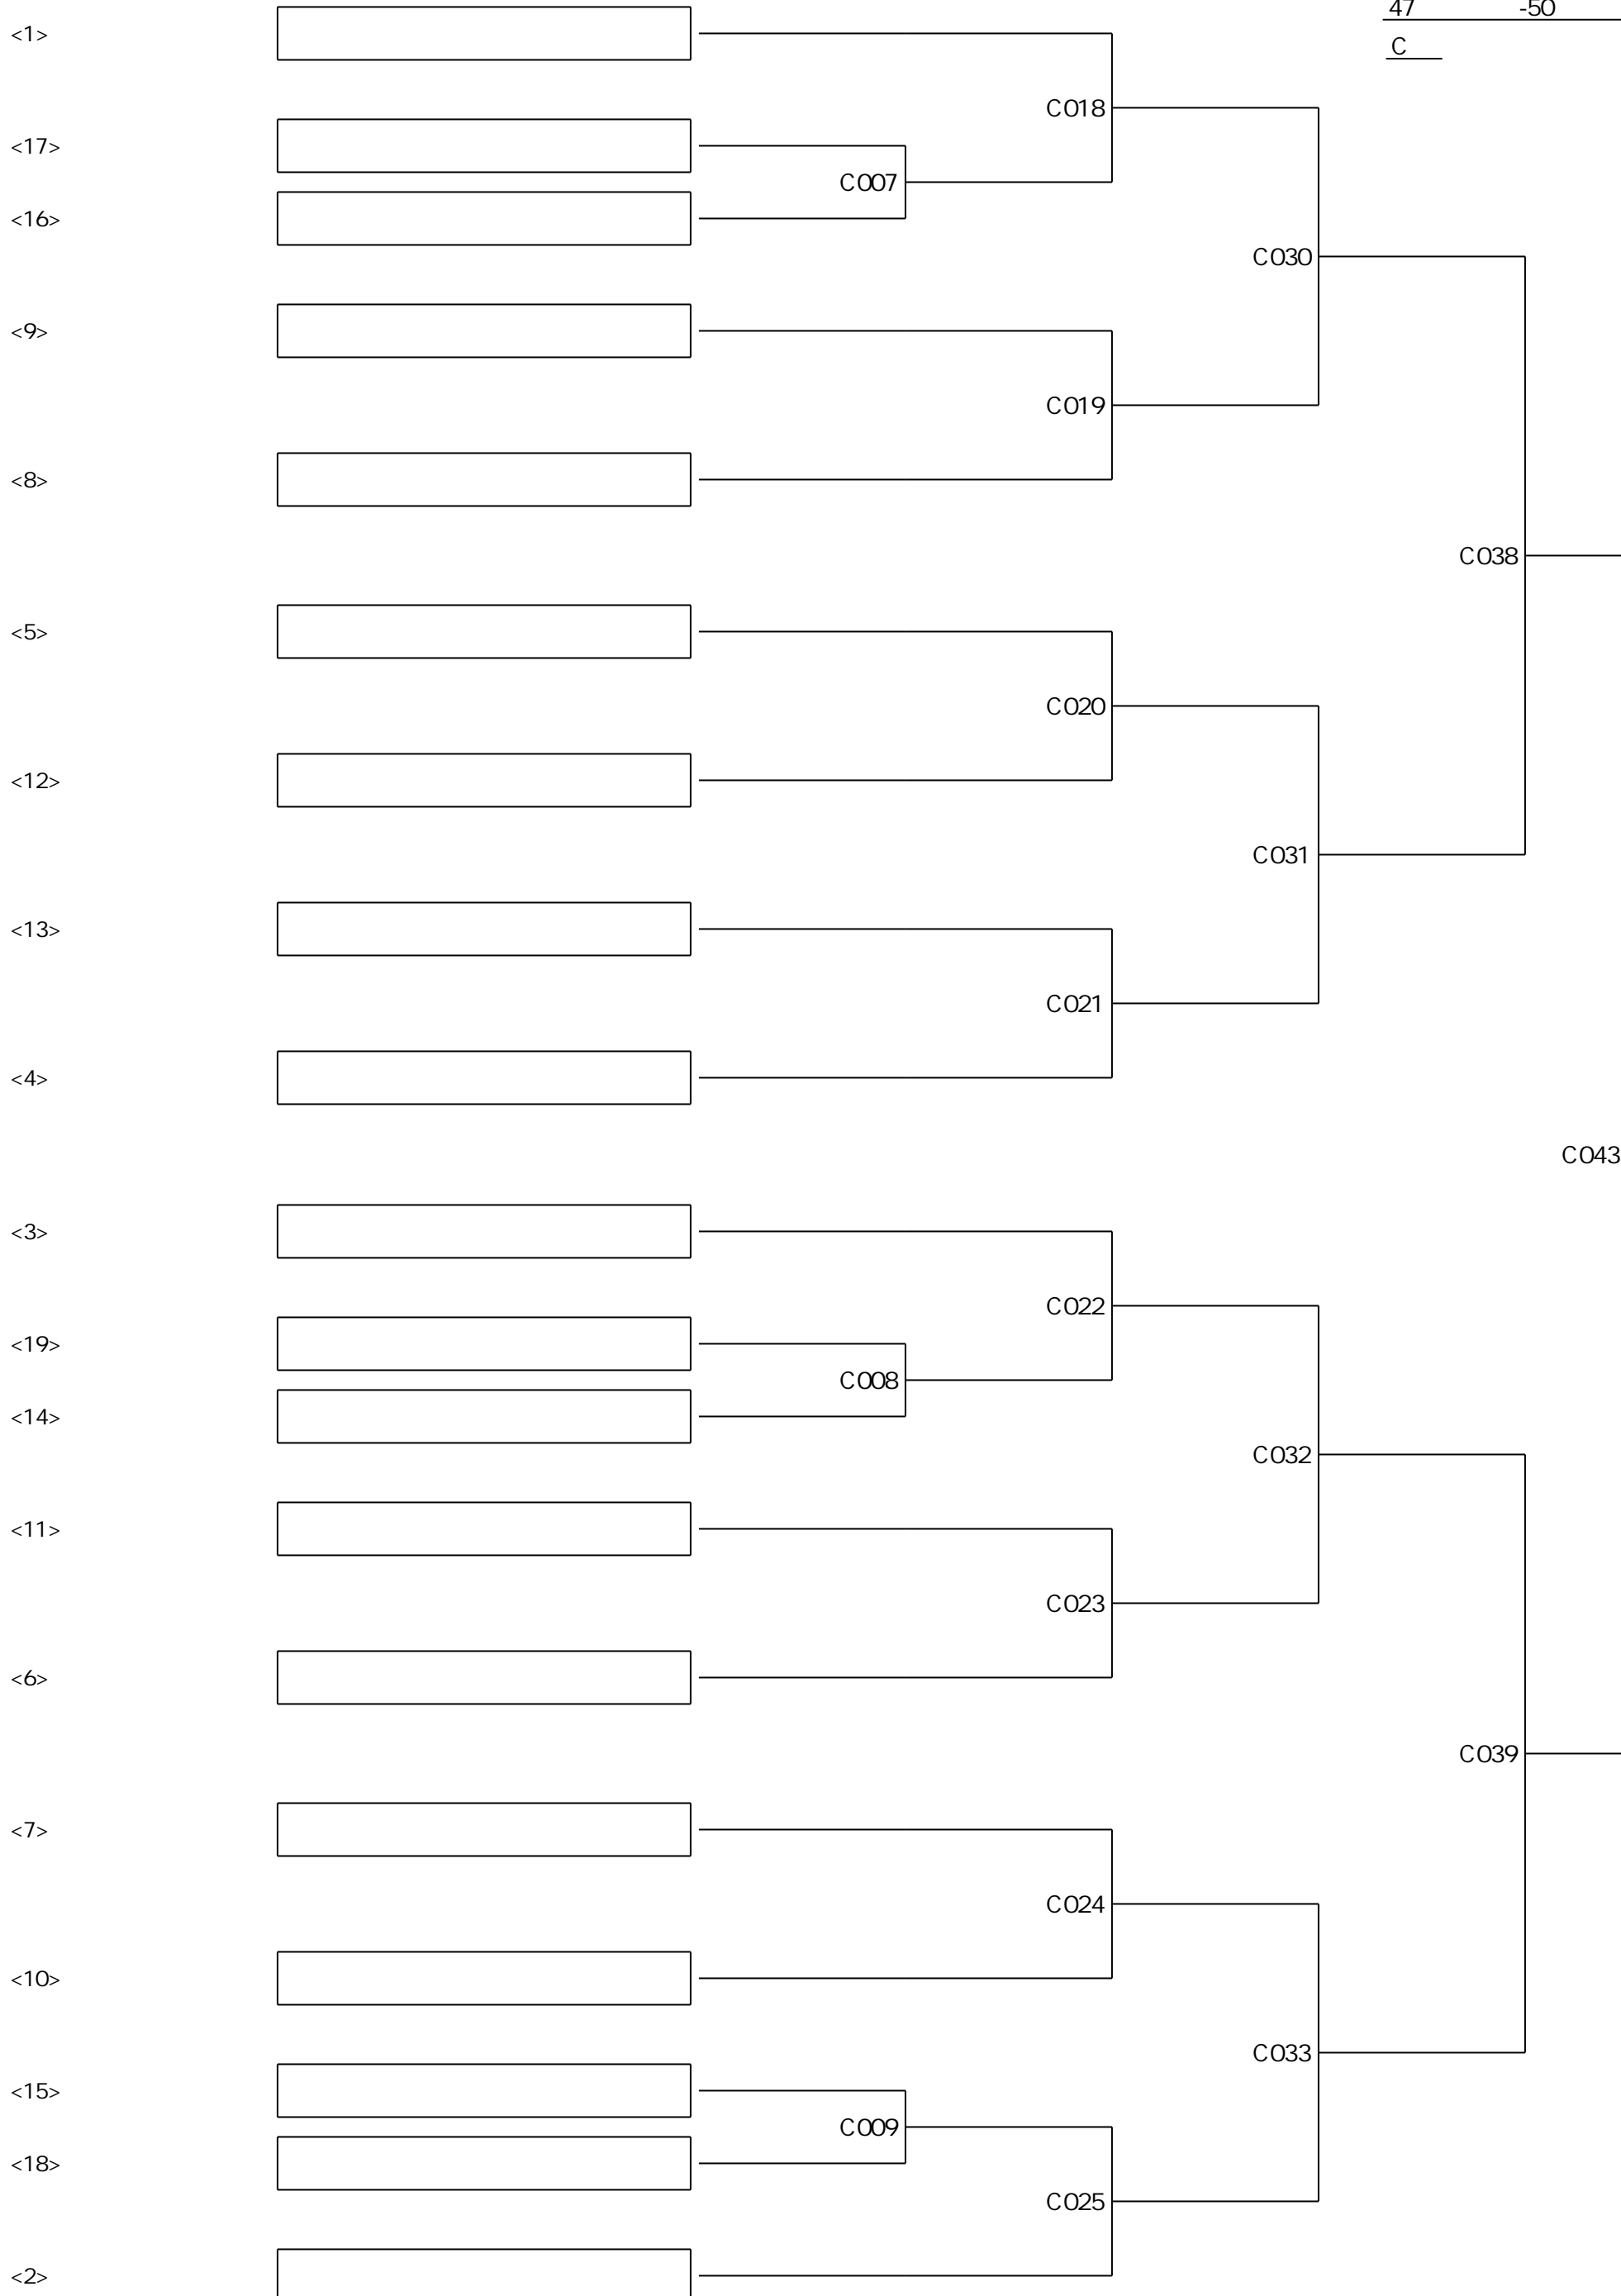 47 -50
<1>
C
C018
<17>
C007
<16>
C030
<9>
C019
<8>
C038
<5>
C020
<12>
C031
<13>
C021
<4>
C043
<3>
C022
<19>
C008
<14>
C032
<11>
C023
<6>
C039
<7>
C024
<10>
C033
<15>
C009
<18>
C025
<2>